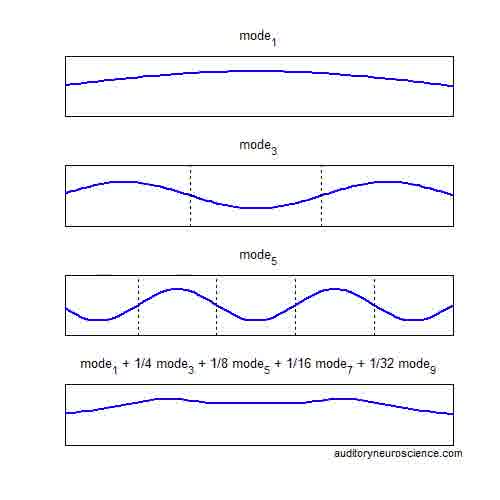 mode1
mode3
mode5
mode1 + 1/4 mode3 + 1/8 mode5 + 1/16 mode7 + 1/32 mode9
auditoryneuroscience.com